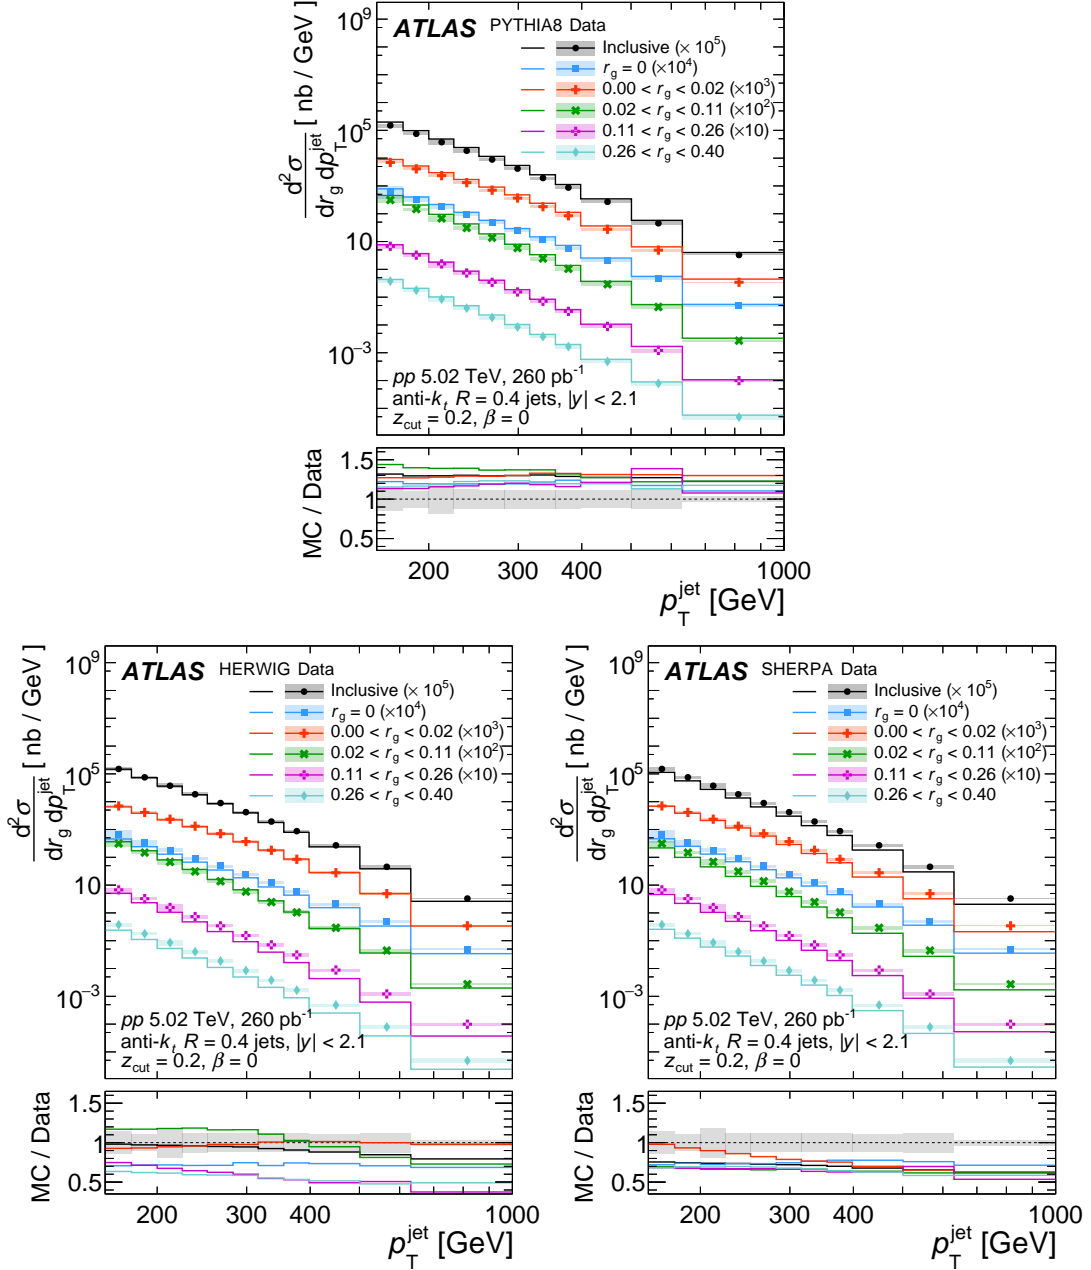 ATLAS PYTHIA8 Data
Inclusive (× 10^5)
r_g = 0 (×10^4)
0.00 < r_g < 0.02 (×10^3)
0.02 < r_g < 0.11 (×10^2)
0.11 < r_g < 0.26 (×10)
0.26 < r_g < 0.40
d^2 σ / dr_g dp_T^jet [ nb / GeV ]
10^9
10^5
10
10^−3
pp 5.02 TeV, 260 pb^-1
anti-k_t R = 0.4 jets, |y| < 2.1
z_cut = 0.2, β = 0
MC / Data
1.5
1
0.5
200 300 400 1000
p_T^jet [GeV]
ATLAS HERWIG Data
Inclusive (× 10^5)
r_g = 0 (×10^4)
0.00 < r_g < 0.02 (×10^3)
0.02 < r_g < 0.11 (×10^2)
0.11 < r_g < 0.26 (×10)
0.26 < r_g < 0.40
d^2 σ / dr_g dp_T^jet [ nb / GeV ]
10^9
10^5
10
10^−3
pp 5.02 TeV, 260 pb^-1
anti-k_t R = 0.4 jets, |y| < 2.1
z_cut = 0.2, β = 0
MC / Data
1.5
1
0.5
200 300 400 1000
p_T^jet [GeV]
ATLAS SHERPA Data
Inclusive (× 10^5)
r_g = 0 (×10^4)
0.00 < r_g < 0.02 (×10^3)
0.02 < r_g < 0.11 (×10^2)
0.11 < r_g < 0.26 (×10)
0.26 < r_g < 0.40
d^2 σ / dr_g dp_T^jet [ nb / GeV ]
10^9
10^5
10
10^−3
pp 5.02 TeV, 260 pb^-1
anti-k_t R = 0.4 jets, |y| < 2.1
z_cut = 0.2, β = 0
MC / Data
1.5
1
0.5
200 300 400 1000
p_T^jet [GeV]